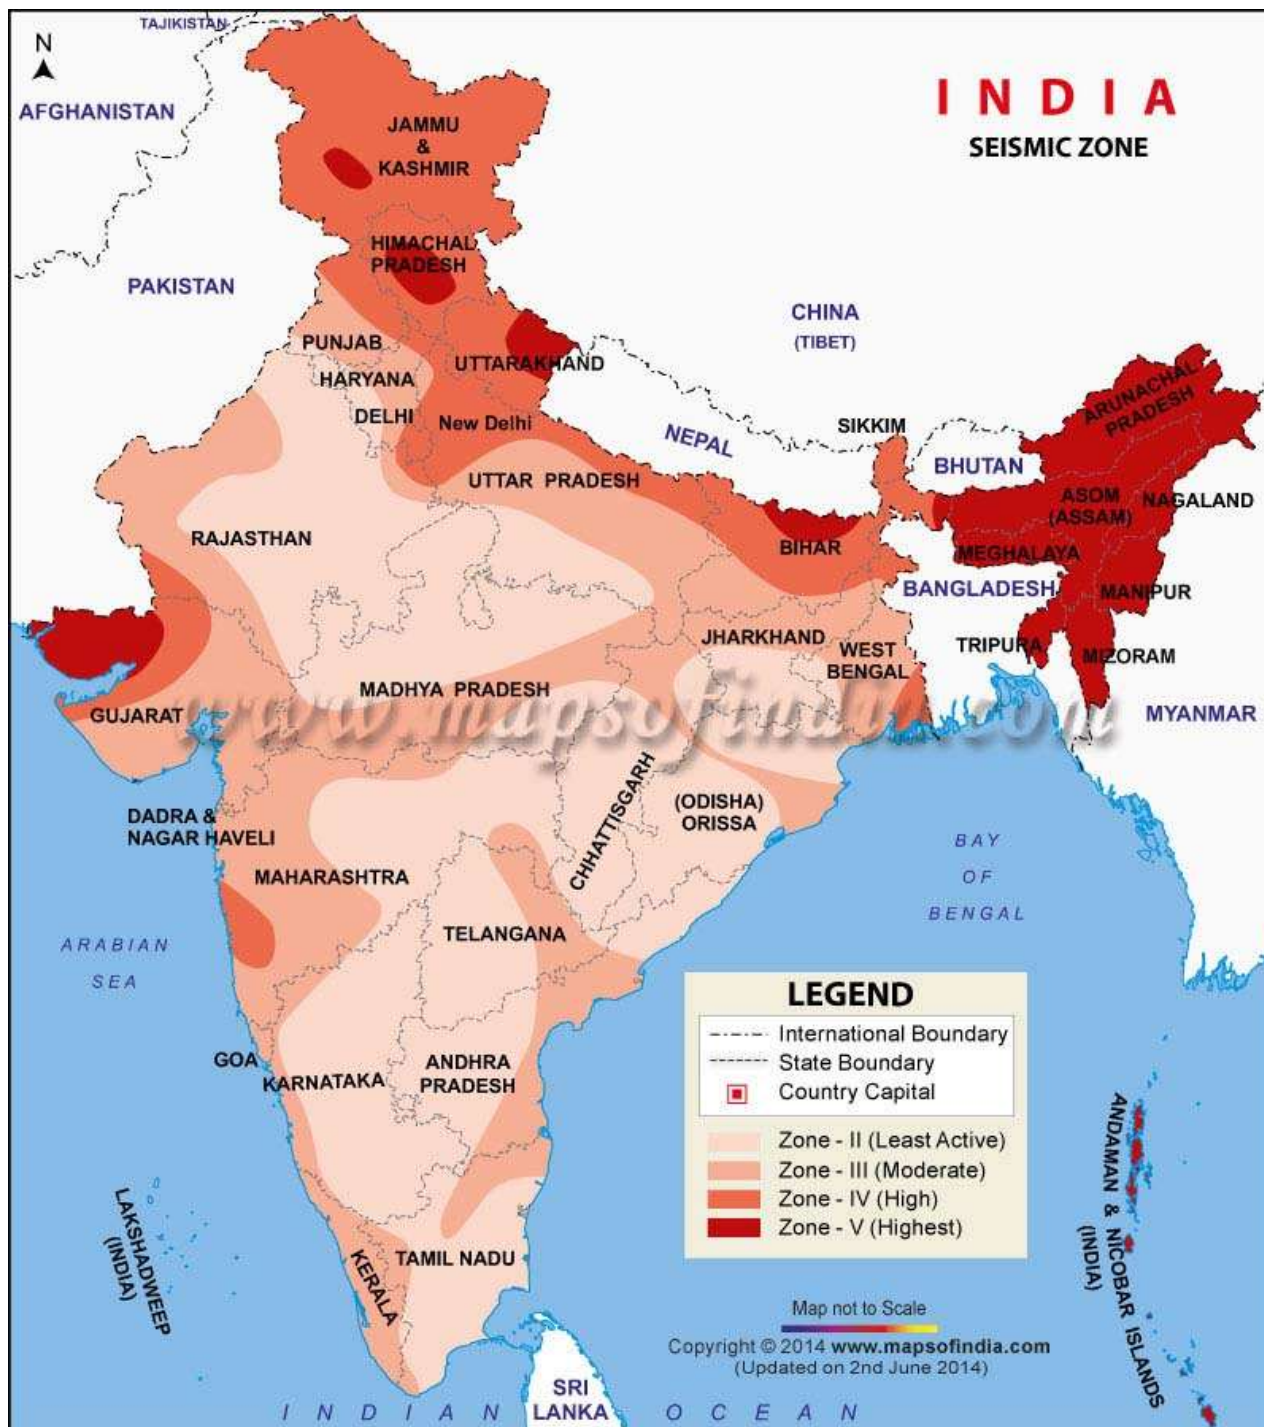 TAJIKISTAN
N
AFGHANISTAN
I N D I A
SEISMIC ZONE
JAMMU
&
KASHMIR
HIMACHAL
PRADESH
PAKISTAN
CHINA
(TIBET)
PUNJAB
UTTARAKHAND
HARYANA
DELHI
New Delhi
NEPAL
SIKKIM
ARUNACHAL
PRADESH
BHUTAN
UTTAR PRADESH
ASOM
(ASSAM)
NAGALAND
RAJASTHAN
BIHAR
MEGHALAYA
BANGLADESH
MANIPUR
JHARKHAND
WEST
BENGAL
TRIPURA
MIZORAM
MADHYA PRADESH
GUJARAT
www.mapsofindia.com
MYANMAR
DADRA &
NAGAR HAVELI
CHHATTISGARH
(ODISHA)
ORISSA
BAY
OF
BENGAL
MAHARASHTRA
TELANGANA
ARABIAN
SEA
GOA
KARNATAKA
ANDHRA
PRADESH
LEGEND
International Boundary
State Boundary
Country Capital
Zone - II (Least Active)
Zone - III (Moderate)
Zone - IV (High)
Zone - V (Highest)
LAKSHADWEEP
(INDIA)
KERALA
TAMIL NADU
ANDAMAN & NICOBAR ISLANDS
(INDIA)
Map not to Scale
Copyright © 2014 www.mapsofindia.com
(Updated on 2nd June 2014)
SRI
LANKA
I N D I A N O C E A N